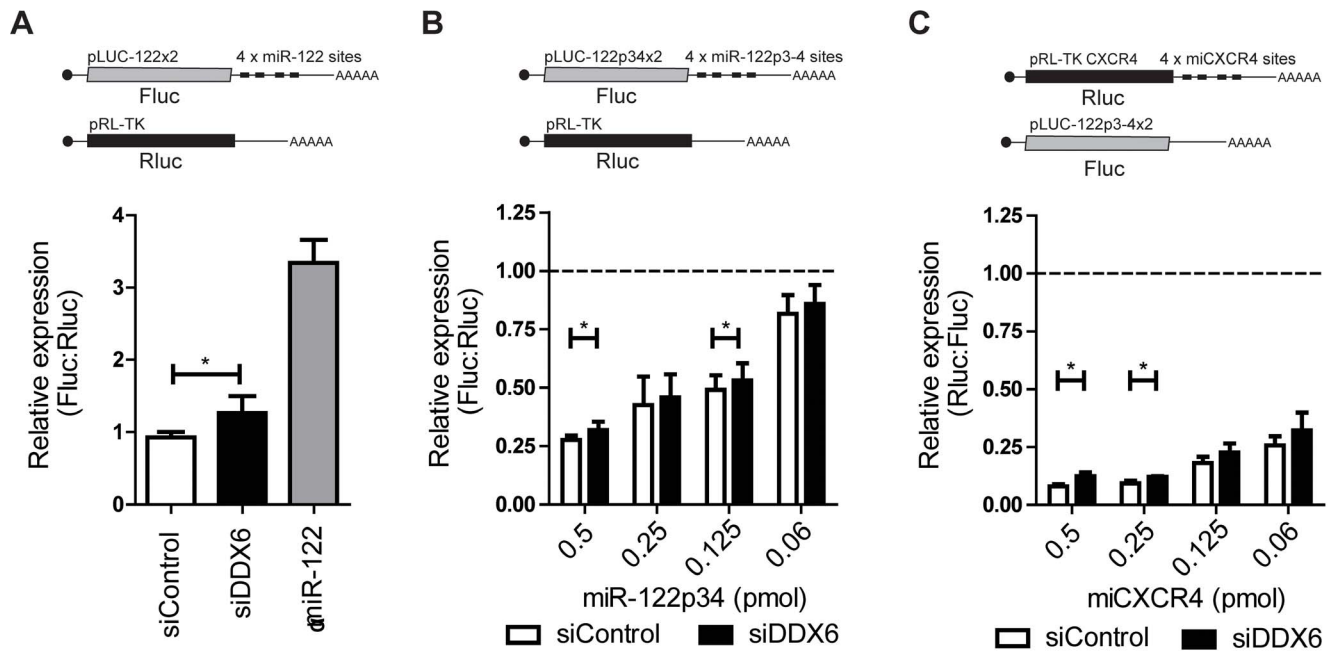 A
pLUC-122x2
4 x miR-122 sites
AAAAA
Fluc
pRL-TK
AAAAA
Rluc
4
3
2
1
0
Relative expression
(Fluc:Rluc)
*
siControl
siDDX6
αmiR-122
B
pLUC-122p34x2
4 x miR-122p3-4 sites
AAAAA
Fluc
pRL-TK
AAAAA
Rluc
1.25
1.00
0.75
0.50
0.25
0.00
Relative expression
(Fluc:Rluc)
*
*
0.5
0.25
0.125
0.06
miR-122p34 (pmol)
siControl
siDDX6
C
pRL-TK CXCR4
4 x miCXCR4 sites
AAAAA
Rluc
pLUC-122p3-4x2
AAAAA
Fluc
1.25
1.00
0.75
0.50
0.25
0.00
Relative expression
(Rluc:Fluc)
*
*
0.5
0.25
0.125
0.06
miCXCR4 (pmol)
siControl
siDDX6